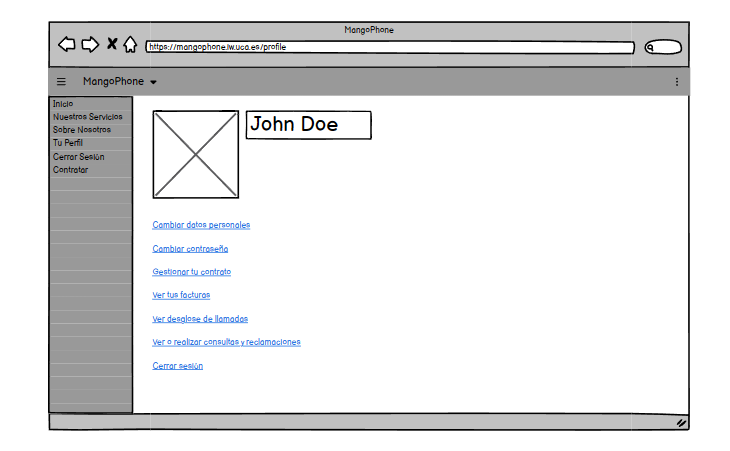 MangoPhone
https://mangophone.iw.uca.es/profile
MangoPhone
Inicio
Nuestros Servicios
Sobre Nosotros
Tu Perfil
Cerrar Sesión
Contratar
John Doe
Cambiar datos personales
Cambiar contraseña
Gestionar tu contrato
Ver tus facturas
Ver desglose de llamadas
Ver o realizar consultas y reclamaciones
Cerrar sesión